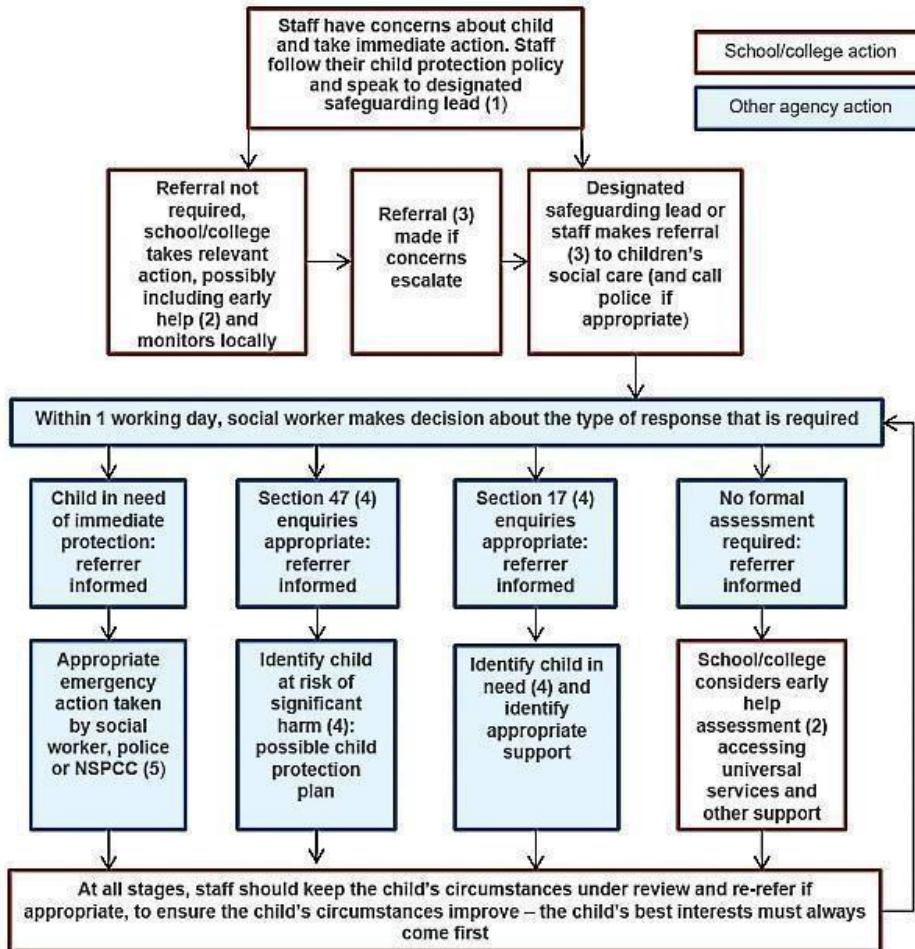 Staff have concerns about child
and take immediate action. Staff
follow their child protection policy
and speak to designated
safeguarding lead (1)
School/college action
Other agency action
Referral not
required,
school/college
takes relevant
action, possibly
including early
help (2) and
monitors locally
Referral (3)
made if
concerns
escalate
Designated
safeguarding lead or
staff makes referral
(3) to children's
social care (and call
police if
appropriate)
Within 1 working day, social worker makes decision about the type of response that is required
Child in need
of immediate
protection:
referrer
informed
Section 47 (4)
enquiries
appropriate:
referrer
informed
Section 17 (4)
enquiries
appropriate:
referrer
informed
No formal
assessment
required:
referrer
informed
Appropriate
emergency
action taken
by social
worker, police
or NSPCC (5)
Identify child
at risk of
significant
harm (4):
possible child
protection
plan
Identify child in
need (4) and
identify
appropriate
support
School/college
considers early
help
assessment (2)
accessing
universal
services and
other support
At all stages, staff should keep the child's circumstances under review and re-refer if
appropriate, to ensure the child's circumstances improve – the child's best interests must always
come first